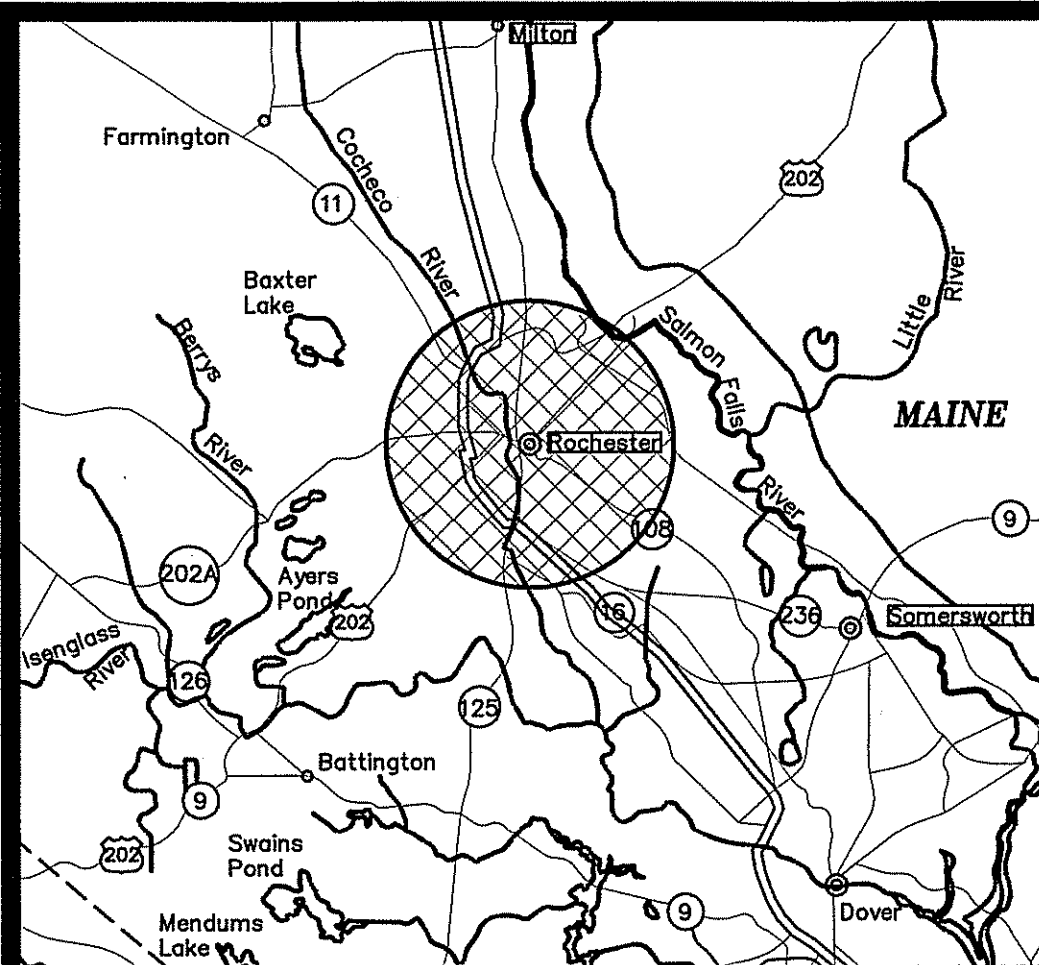 Milton
Farmington
Cocheco
River
11
202
Baxter
Lake
Little
River
Salmon
Falls
River
Berrys
River
MAINE
Rochester
9
108
202A
Ayers
Pond
202
16
236
Somersworth
Isenglass
River
126
125
Battington
9
202
Swains
Pond
Mendums
Lake
9
Dover